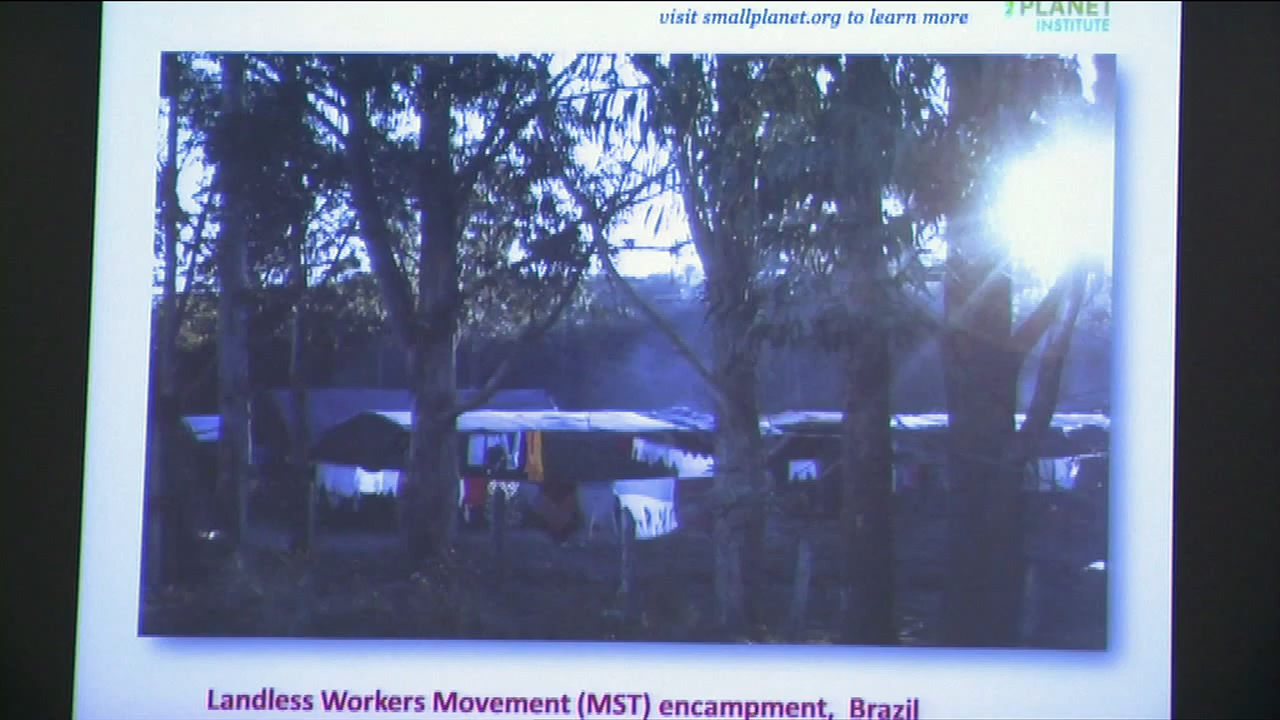 visit smallplanet.org to learn more
PLANET
INSTITUTE
Landless Workers Movement (MST) encampment, Brazil